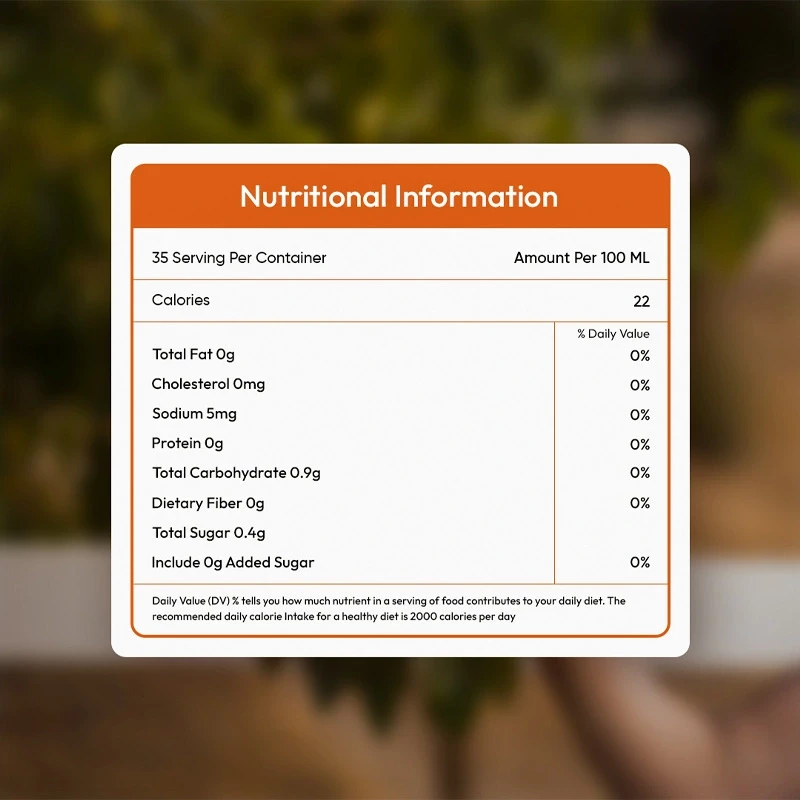 Nutritional Information
35 Serving Per Container Amount Per 100 ML
Calories 22
% Daily Value
Total Fat 0g 0%
Cholesterol 0mg 0%
Sodium 5mg 0%
Protein 0g 0%
Total Carbohydrate 0.9g 0%
Dietary Fiber 0g 0%
Total Sugar 0.4g
Include 0g Added Sugar 0%
Daily Value (DV) % tells you how much nutrient in a serving of food contributes to your daily diet. The
recommended daily calorie Intake for a healthy diet is 2000 calories per day